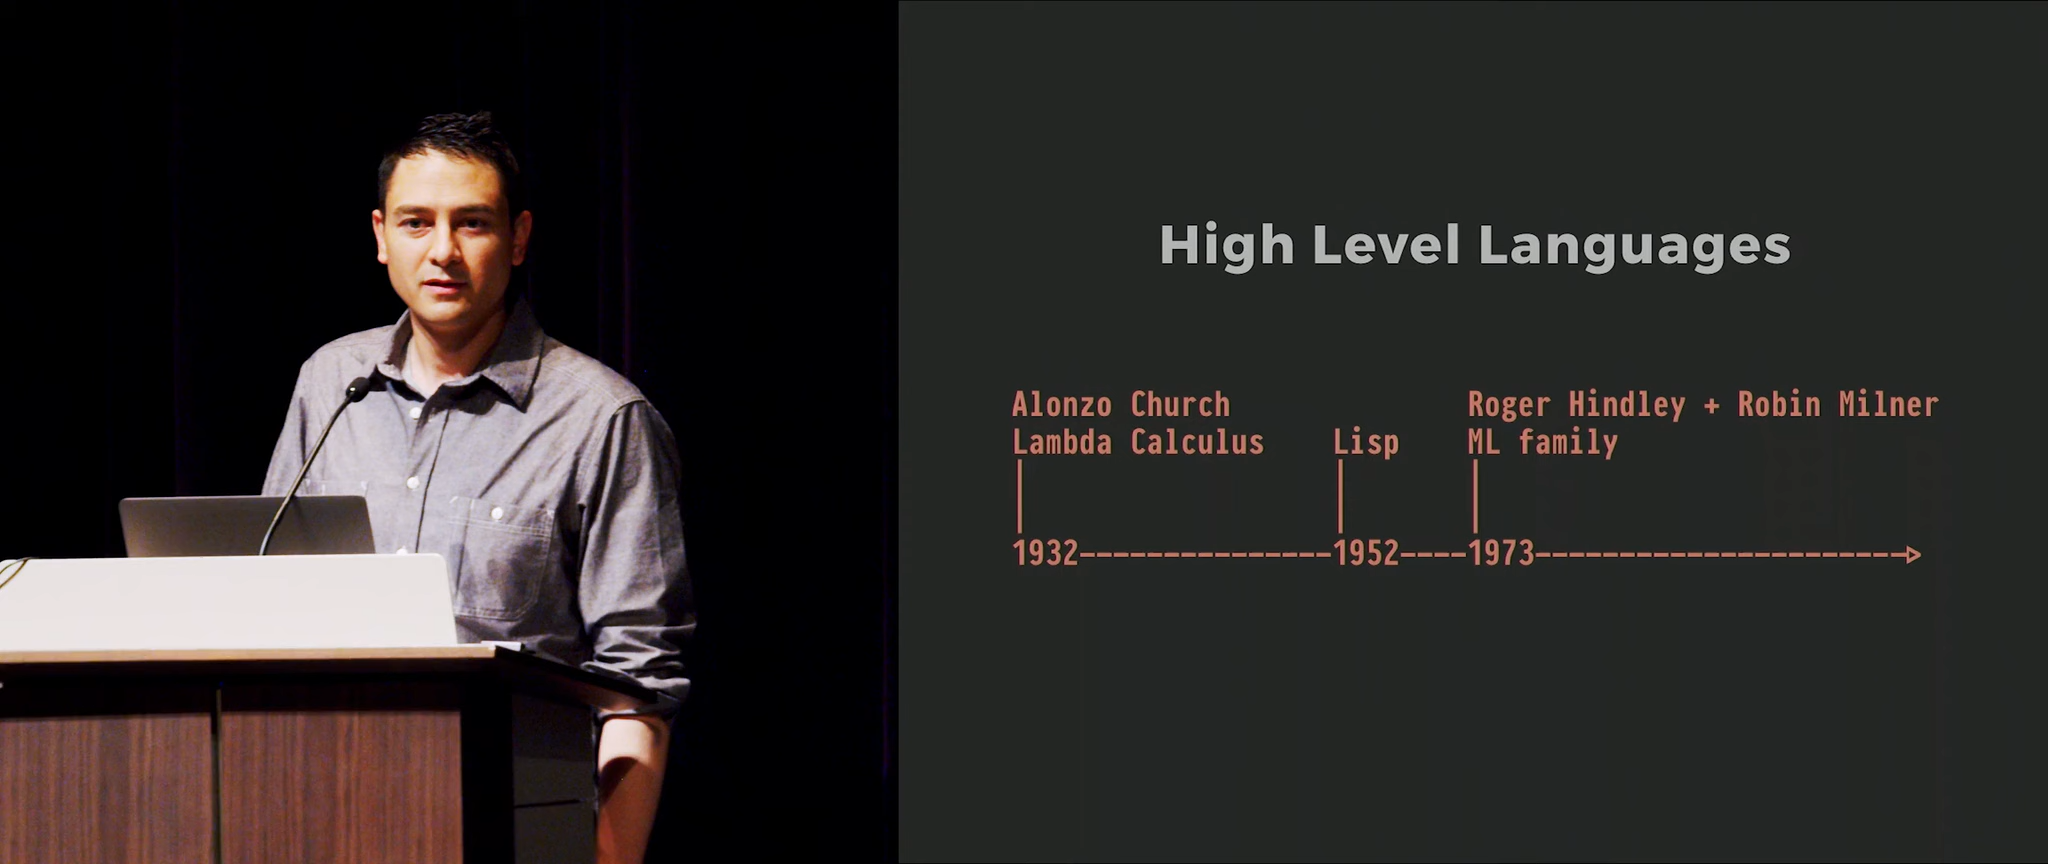 High Level Languages
Alonzo Church Roger Hindley + Robin Milner
Lambda Calculus Lisp ML family
1932---------------1952----1973---------------------->